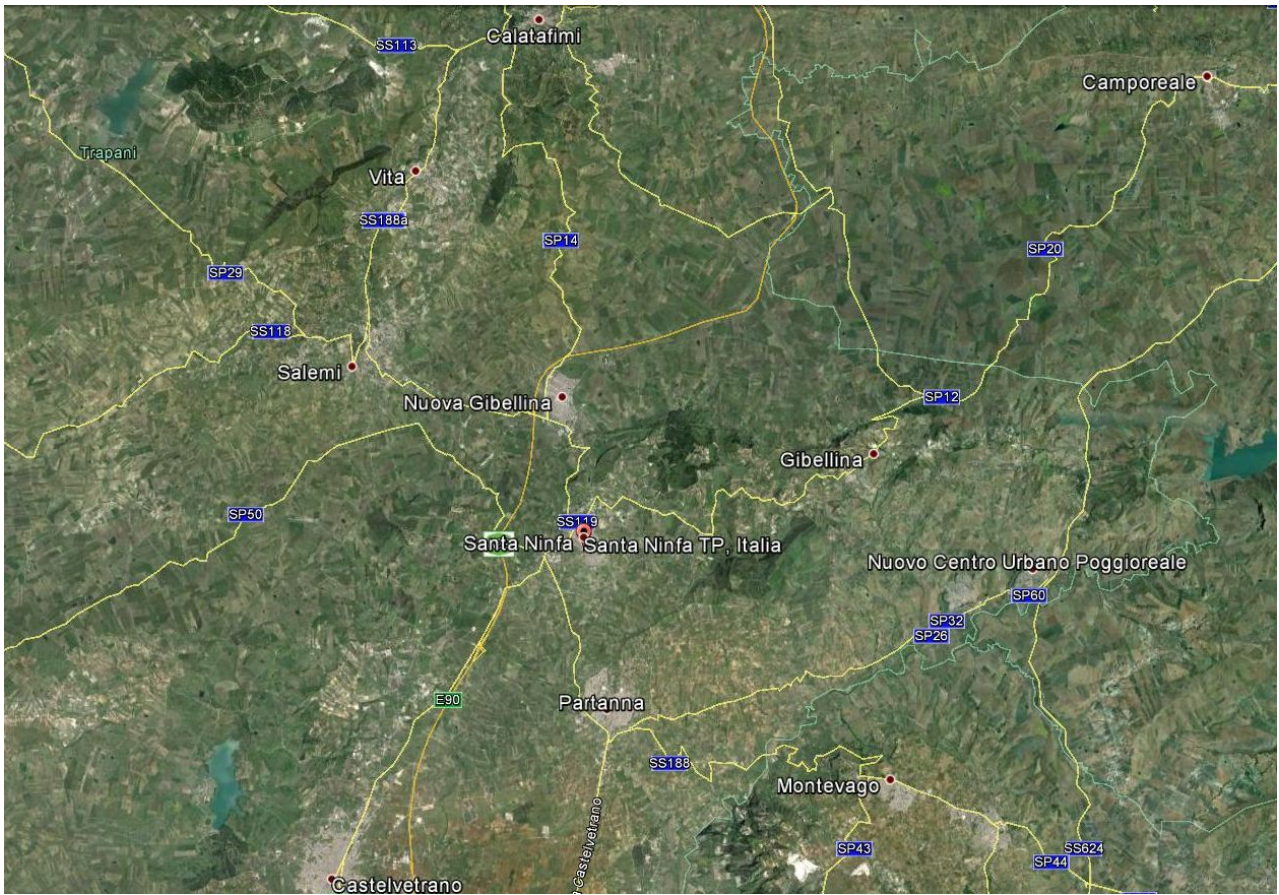 Calatafimi
SS113
Camporeale
Trapani
Vita
SS188a
SP14
SP20
SP29
SS118
Salemi
Nuova Gibellina
SP12
Gibellina
SP50
SS119
Santa Ninfa
Santa Ninfa TP, Italia
Nuovo Centro Urbano Poggioreale
SP60
SP32
SP26
E90
Partanna
SS188
Montevago
a-Castelvetrano
SP43
SS624
SP44
Castelvetrano